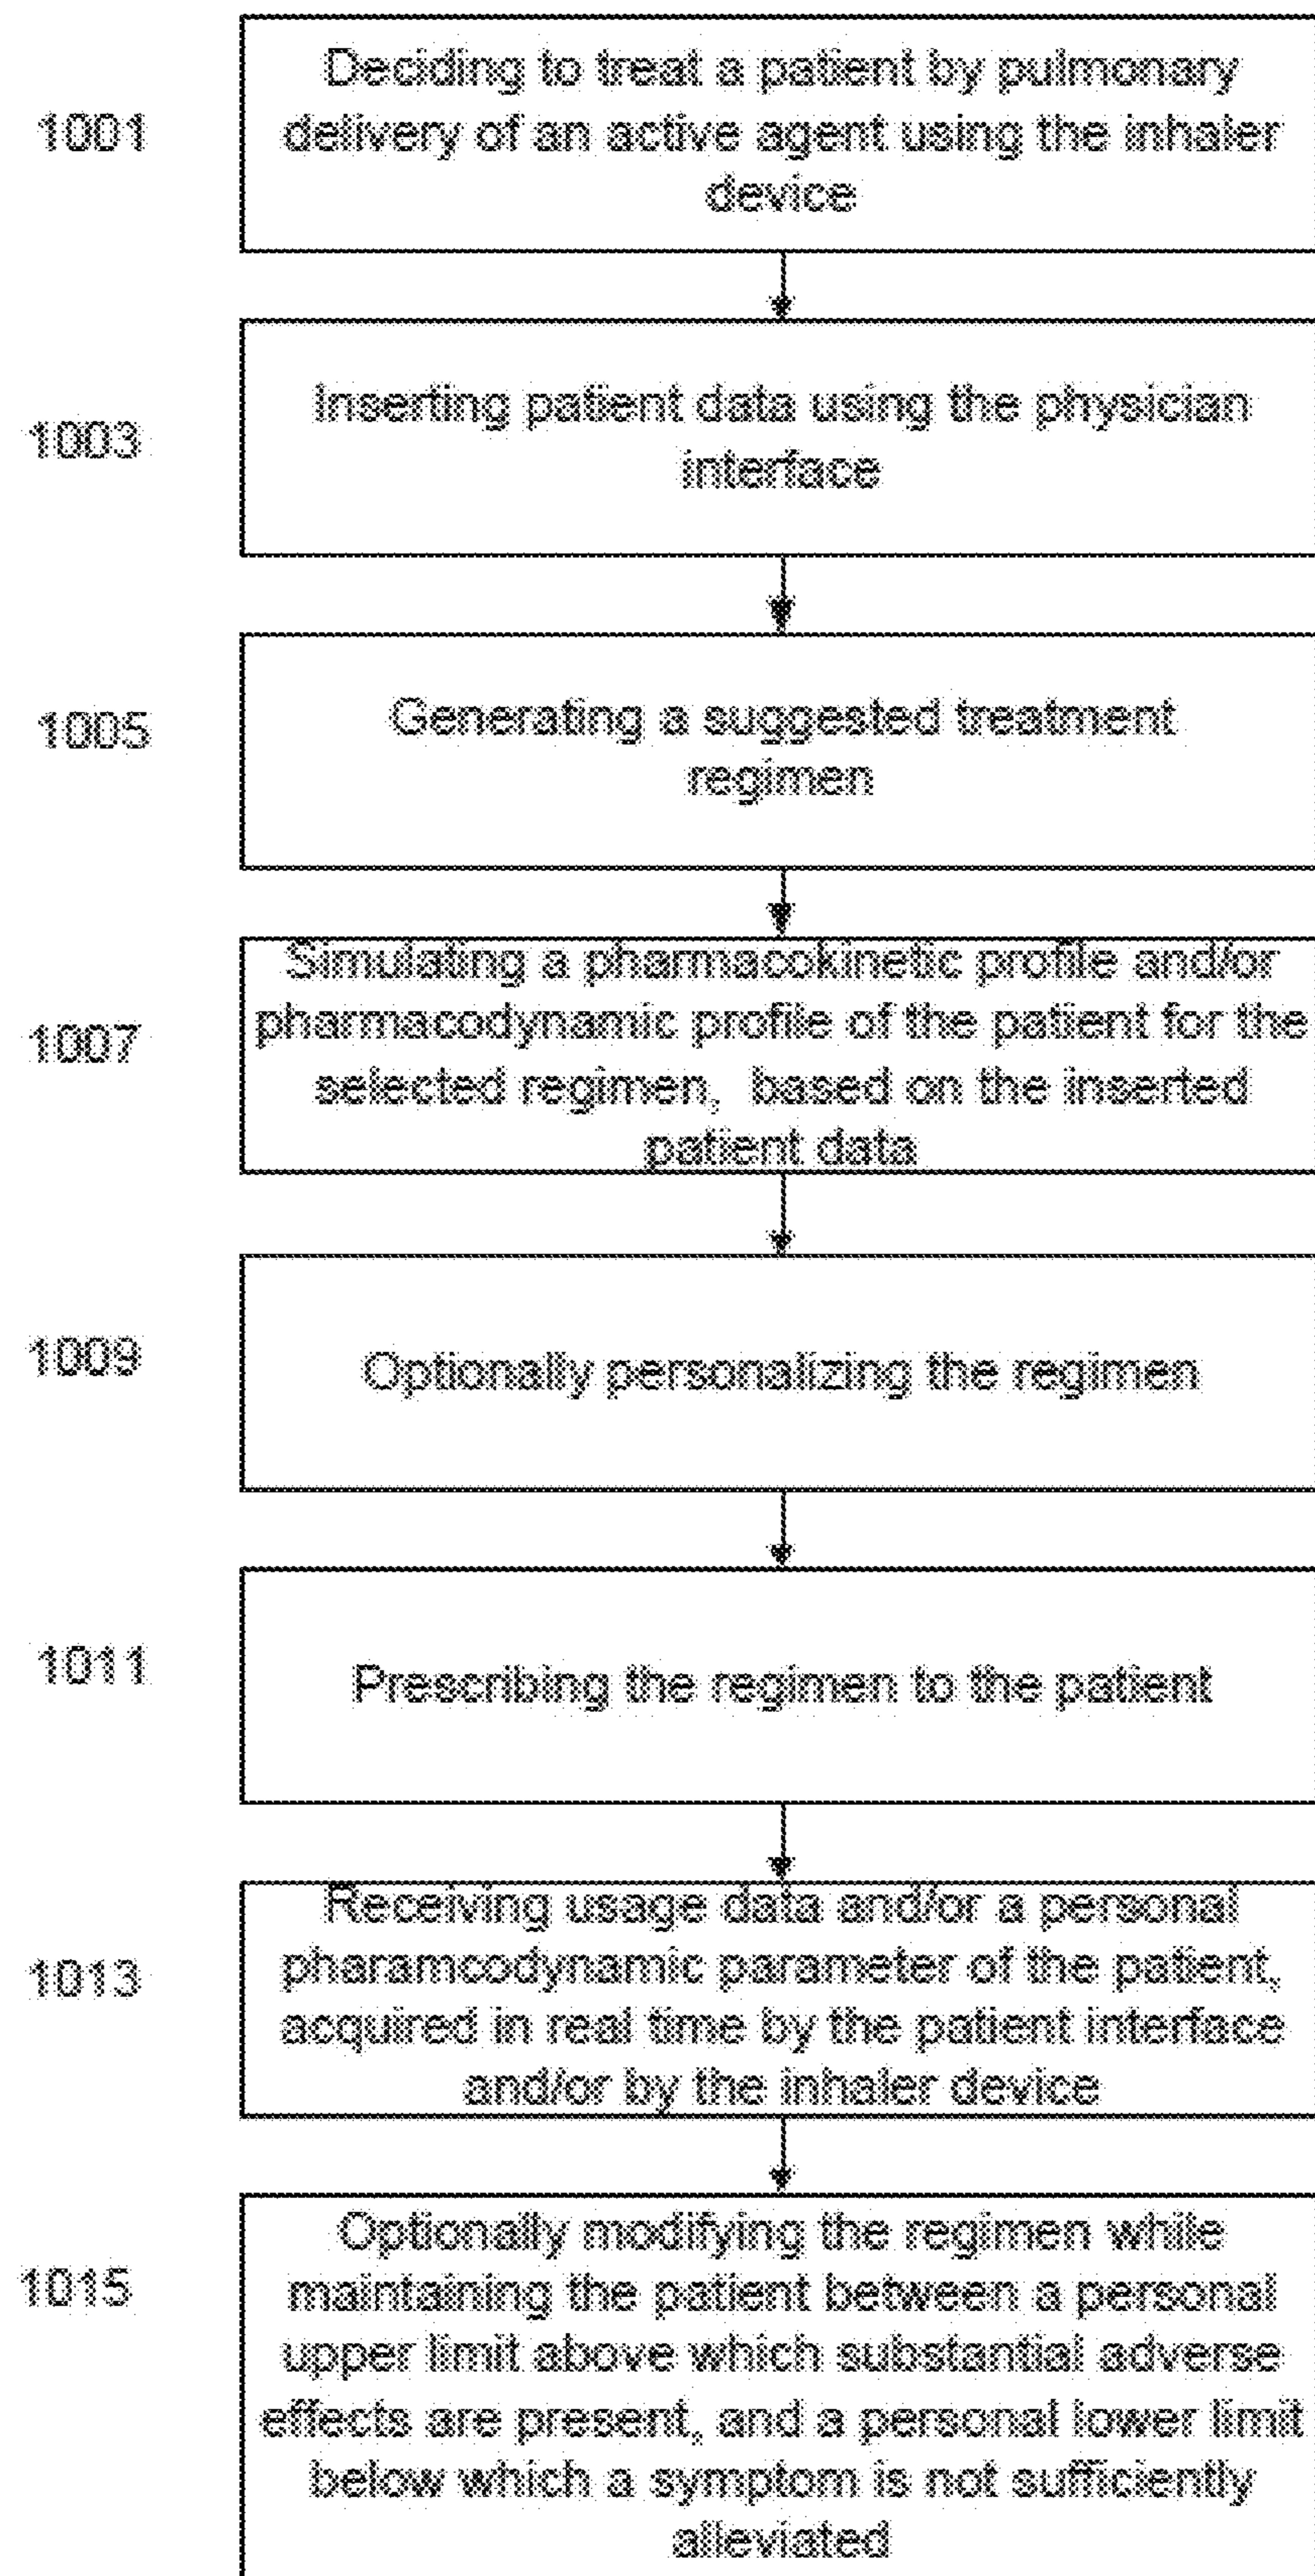 Deciding to treat a patient by pulmonary
1001
delivery of an active agent using the inhaler
device
Inserting patient data using the physician
1003
interface
Generating a suggested treatment
1005
regimen
Simulating a pharmacokinetic profile and/or
pharmacodynamic profile of the patient for the
1007
selected regimen, based on the inserted
patient data
1009
Optionally personalizing the regimen
1011
Prescribing the regimen to the patient
Receiving usage data and/or a personal
pharamcodynamic parameter of the patient,
1013
acquired in real time by the patient interface
and/or by the inhaler device
Optionally modifying the regimen while
1015
maintaining the patient between a personal
upper limit above which substantial adverse
effects are present, and a personal lower limit
below which a symptom is not sufficiently
alleviated